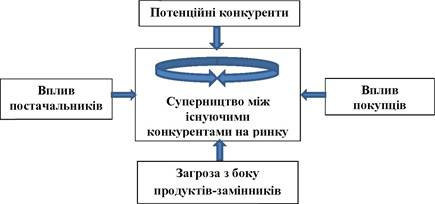 Потенційні конкуренти
Вплив
постачальників
Суперництво між
існуючими
конкурентами на ринку
Вплив
покупців
Загроза з боку
продуктів-замінників